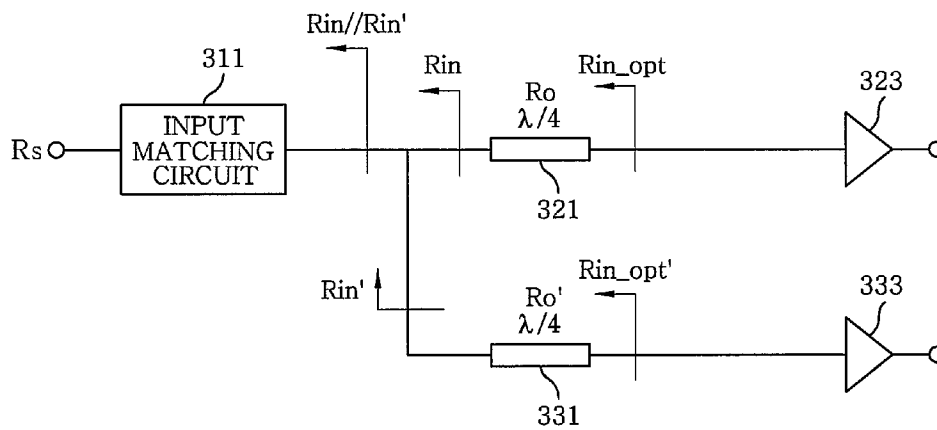 Rin//Rin'
311
Rin
Rin_opt
Ro
λ/4
323
Rs
INPUT
MATCHING
CIRCUIT
321
Rin'
Ro'
λ/4
Rin_opt'
333
331